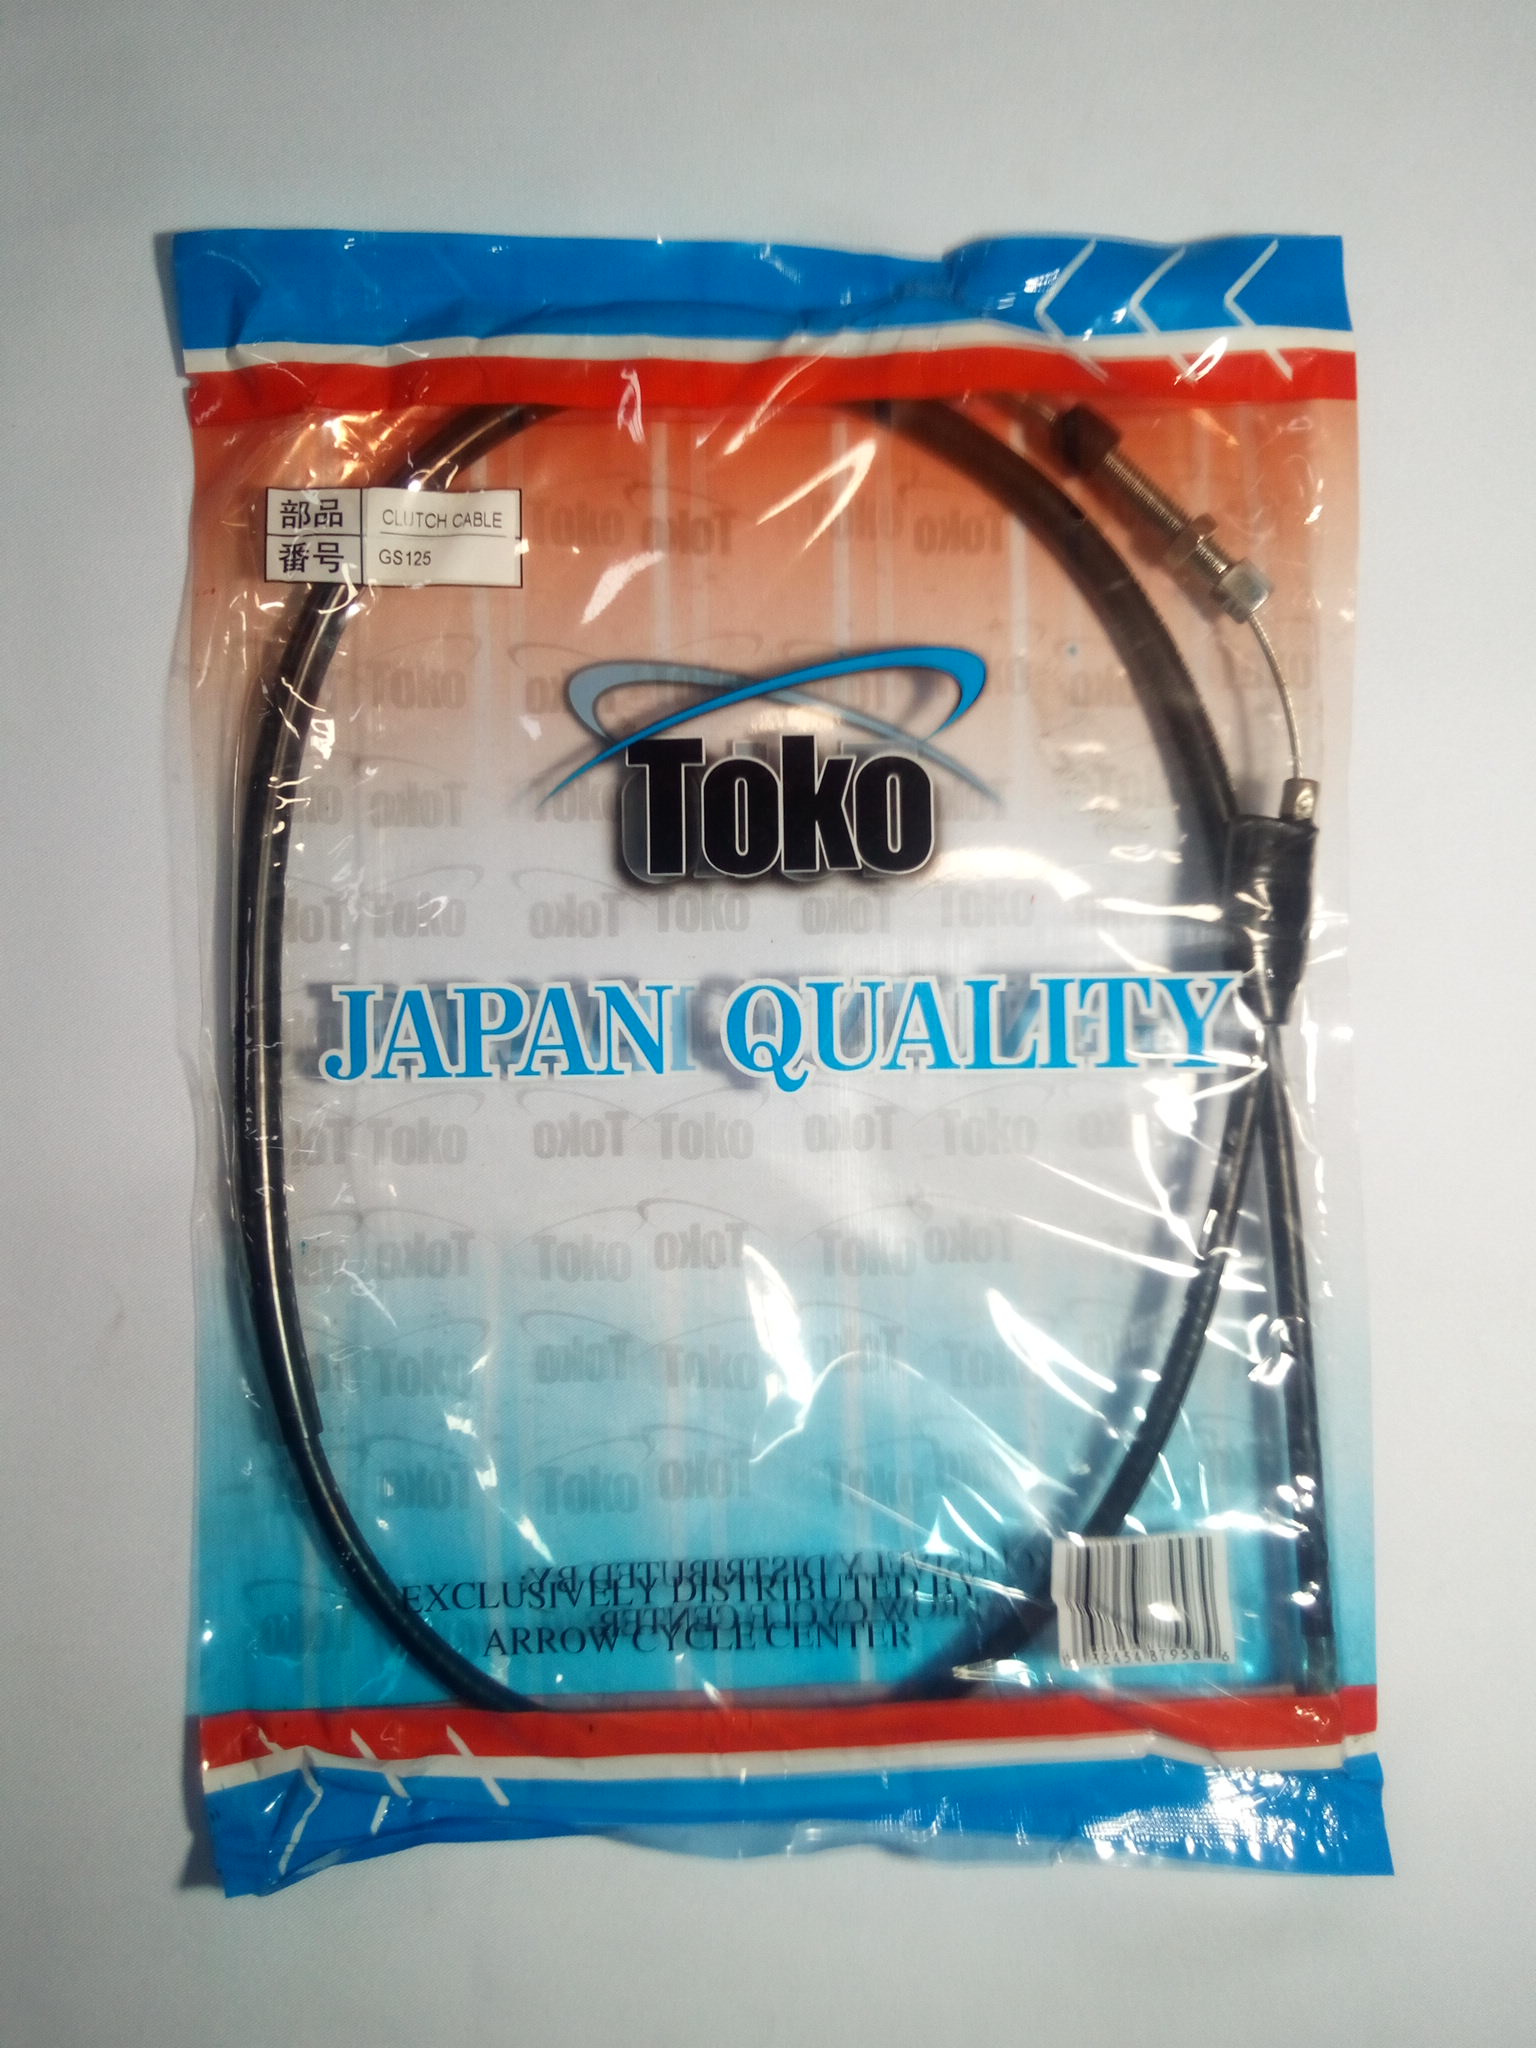 部品 CLUTCH CABLE
番号 GS125
Toko
JAPAN QUALITY
EXCLUSIVELY DISTRIBUTED BY
ARROW CYCLE CENTER